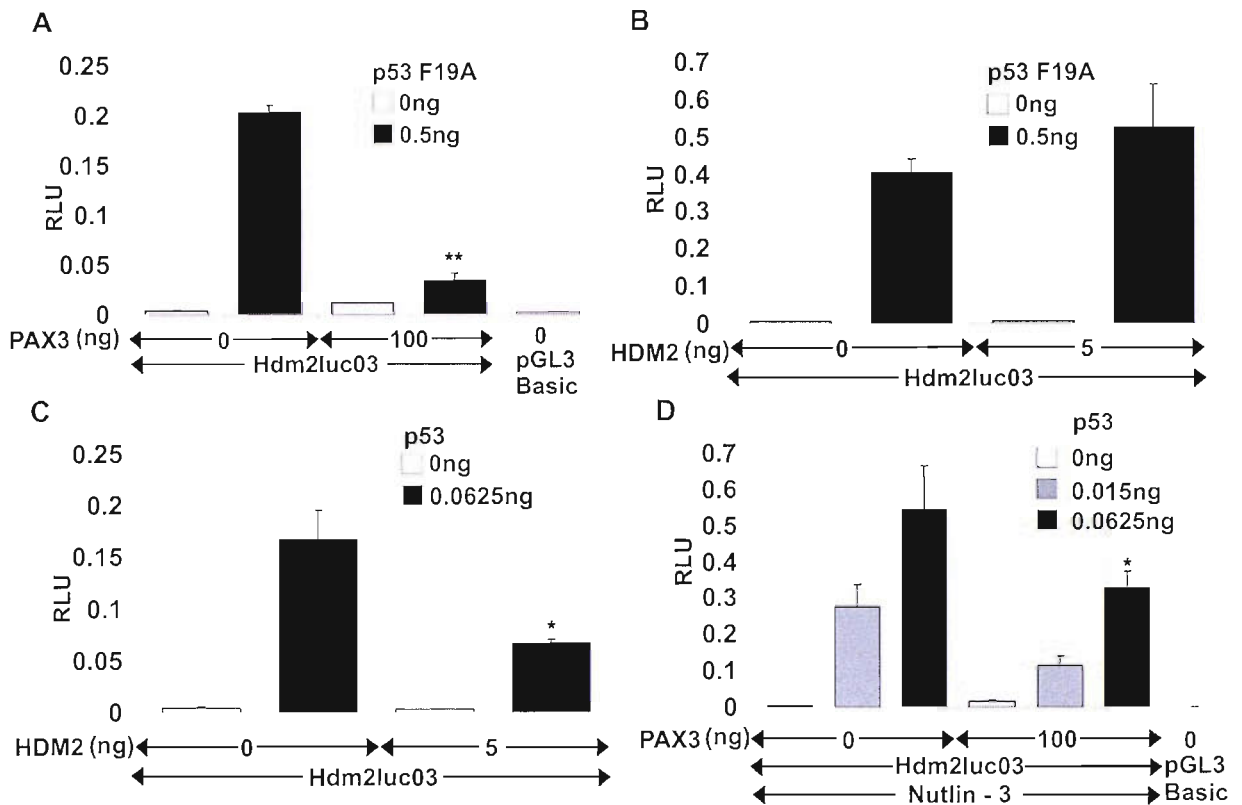 A
0.25
0.2
0.15
0.1
0.05
0
RLU
p53 F19A
0ng
0.5ng
**
PAX3 (ng)
0
100
0
Hdm2luc03
pGL3
Basic
B
0.7
0.6
0.5
0.4
0.3
0.2
0.1
0
RLU
p53 F19A
0ng
0.5ng
HDM2 (ng)
0
5
Hdm2luc03
C
0.25
0.2
0.15
0.1
0.05
0
RLU
p53
0ng
0.0625ng
*
HDM2 (ng)
0
5
Hdm2luc03
D
0.7
0.6
0.5
0.4
0.3
0.2
0.1
0
RLU
p53
0ng
0.015ng
0.0625ng
*
PAX3 (ng)
0
100
0
Hdm2luc03
pGL3
Nutlin - 3
Basic